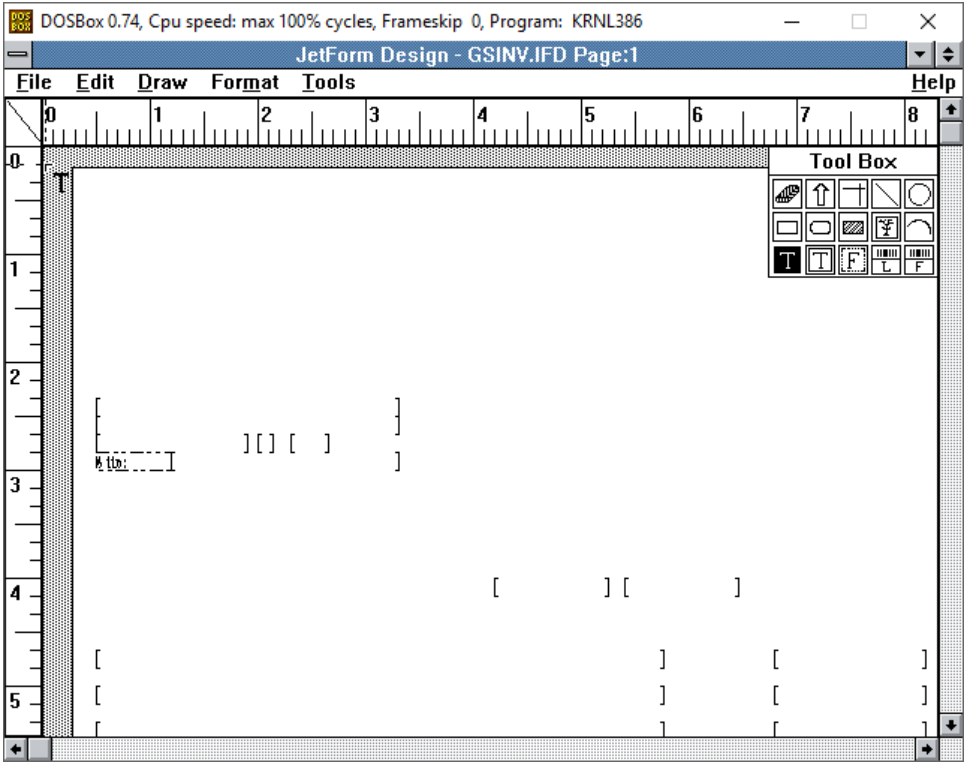 DOSBox 0.74, Cpu speed: max 100% cycles, Frameskip 0, Program: KRNL386
JetForm Design - GSINV.IFD Page:1
File Edit Draw Format Tools Help
0 1 2 3 4 5 6 7 8
0
Tool Box
T
T T F L F
1
2
[ ]
] [ ] [ ]
Attn: ]
3
4
[ ] [ ]
[ ] [ ]
5
[ ] [ ]
[ ] [ ]